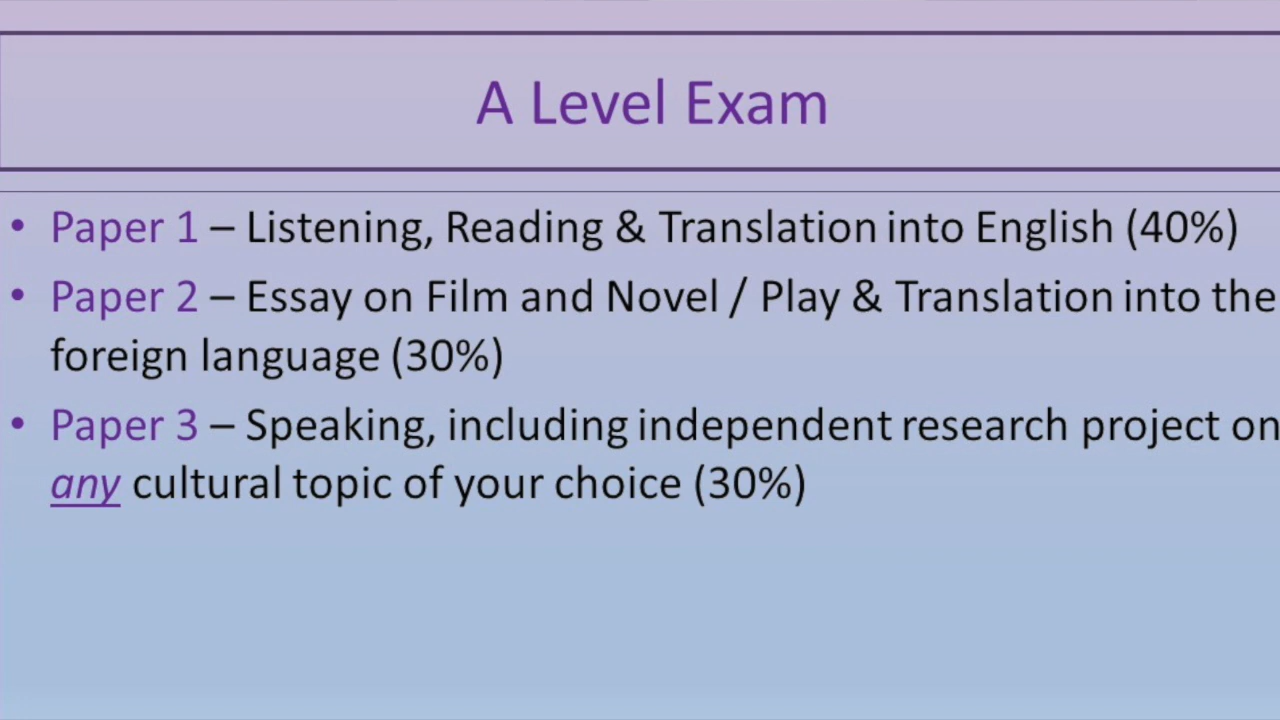 A Level Exam
• Paper 1 – Listening, Reading & Translation into English (40%)
• Paper 2 – Essay on Film and Novel / Play & Translation into the
foreign language (30%)
• Paper 3 – Speaking, including independent research project on
any cultural topic of your choice (30%)